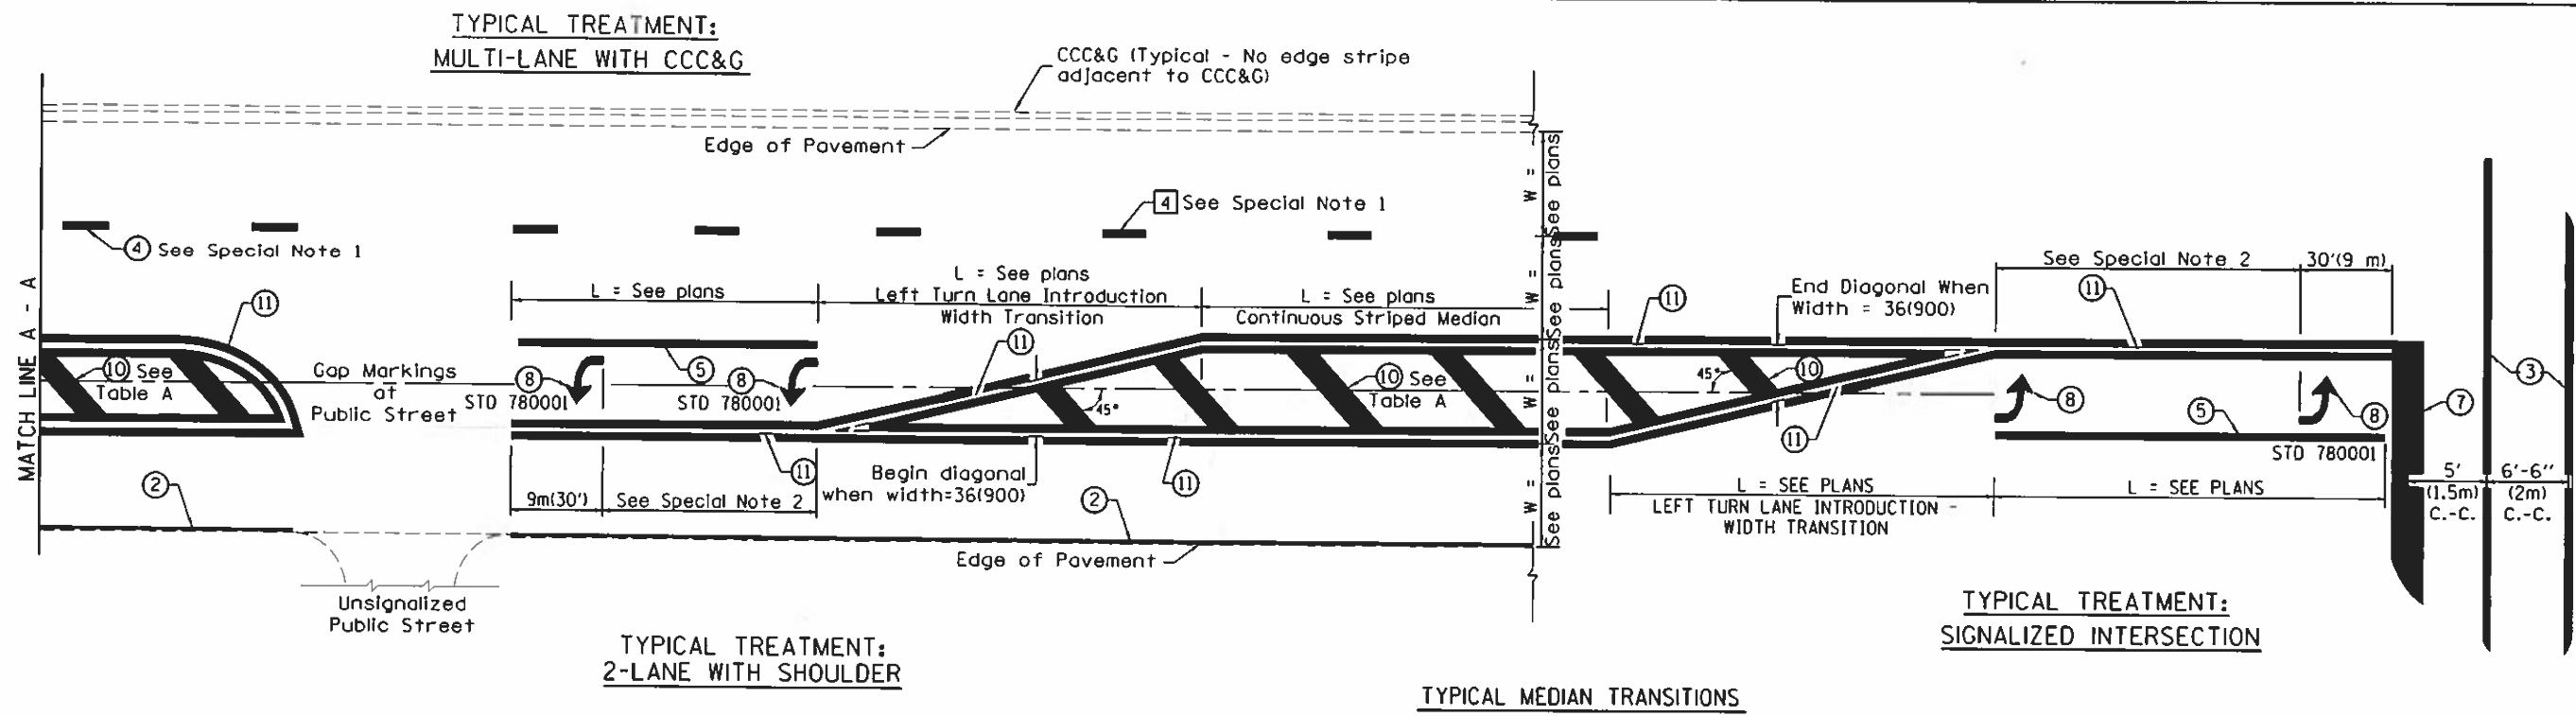 TYPICAL TREATMENT:
MULTI-LANE WITH CCC&G
CCC&G (Typical - No edge stripe
adjacent to CCC&G)
Edge of Pavement
4 See Special Note 1
4 See Special Note 1
MATCH LINE A - A
11
10 See
Table A
Gap Markings
at
Public Street
L = See plans
L = See plans
Left Turn Lane Introduction
Width Transition
L = See plans
Continuous Striped Median
8
STD 780001
8
STD 780001
5
11
11
45°
10 See
Table A
11
Begin diagonal
when width=36(900)
11
9m(30')
See Special Note 2
2
2
Edge of Pavement
Unsignalized
Public Street
W =
See plans
W =
See plans
W =
See plans
W =
See plans
11
End Diagonal When
Width = 36(900)
See Special Note 2
30'(9 m)
11
45°
10
11
8
8
5
STD 780001
7
3
5'
(1.5m)
C.-C.
6'-6"
(2m)
C.-C.
L = SEE PLANS
LEFT TURN LANE INTRODUCTION -
WIDTH TRANSITION
L = SEE PLANS
TYPICAL TREATMENT:
2-LANE WITH SHOULDER
TYPICAL TREATMENT:
SIGNALIZED INTERSECTION
TYPICAL MEDIAN TRANSITIONS